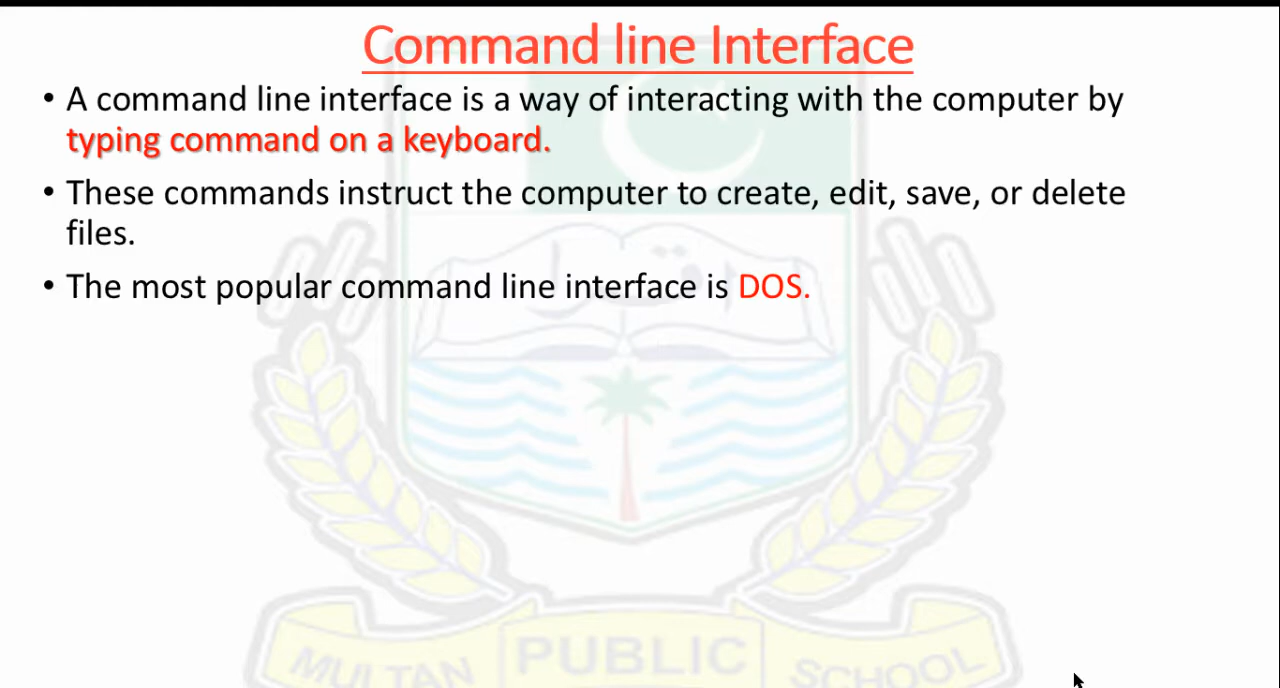 Command line Interface
• A command line interface is a way of interacting with the computer by
typing command on a keyboard.
• These commands instruct the computer to create, edit, save, or delete
files.
• The most popular command line interface is DOS.
MULTAN PUBLIC SCHOOL